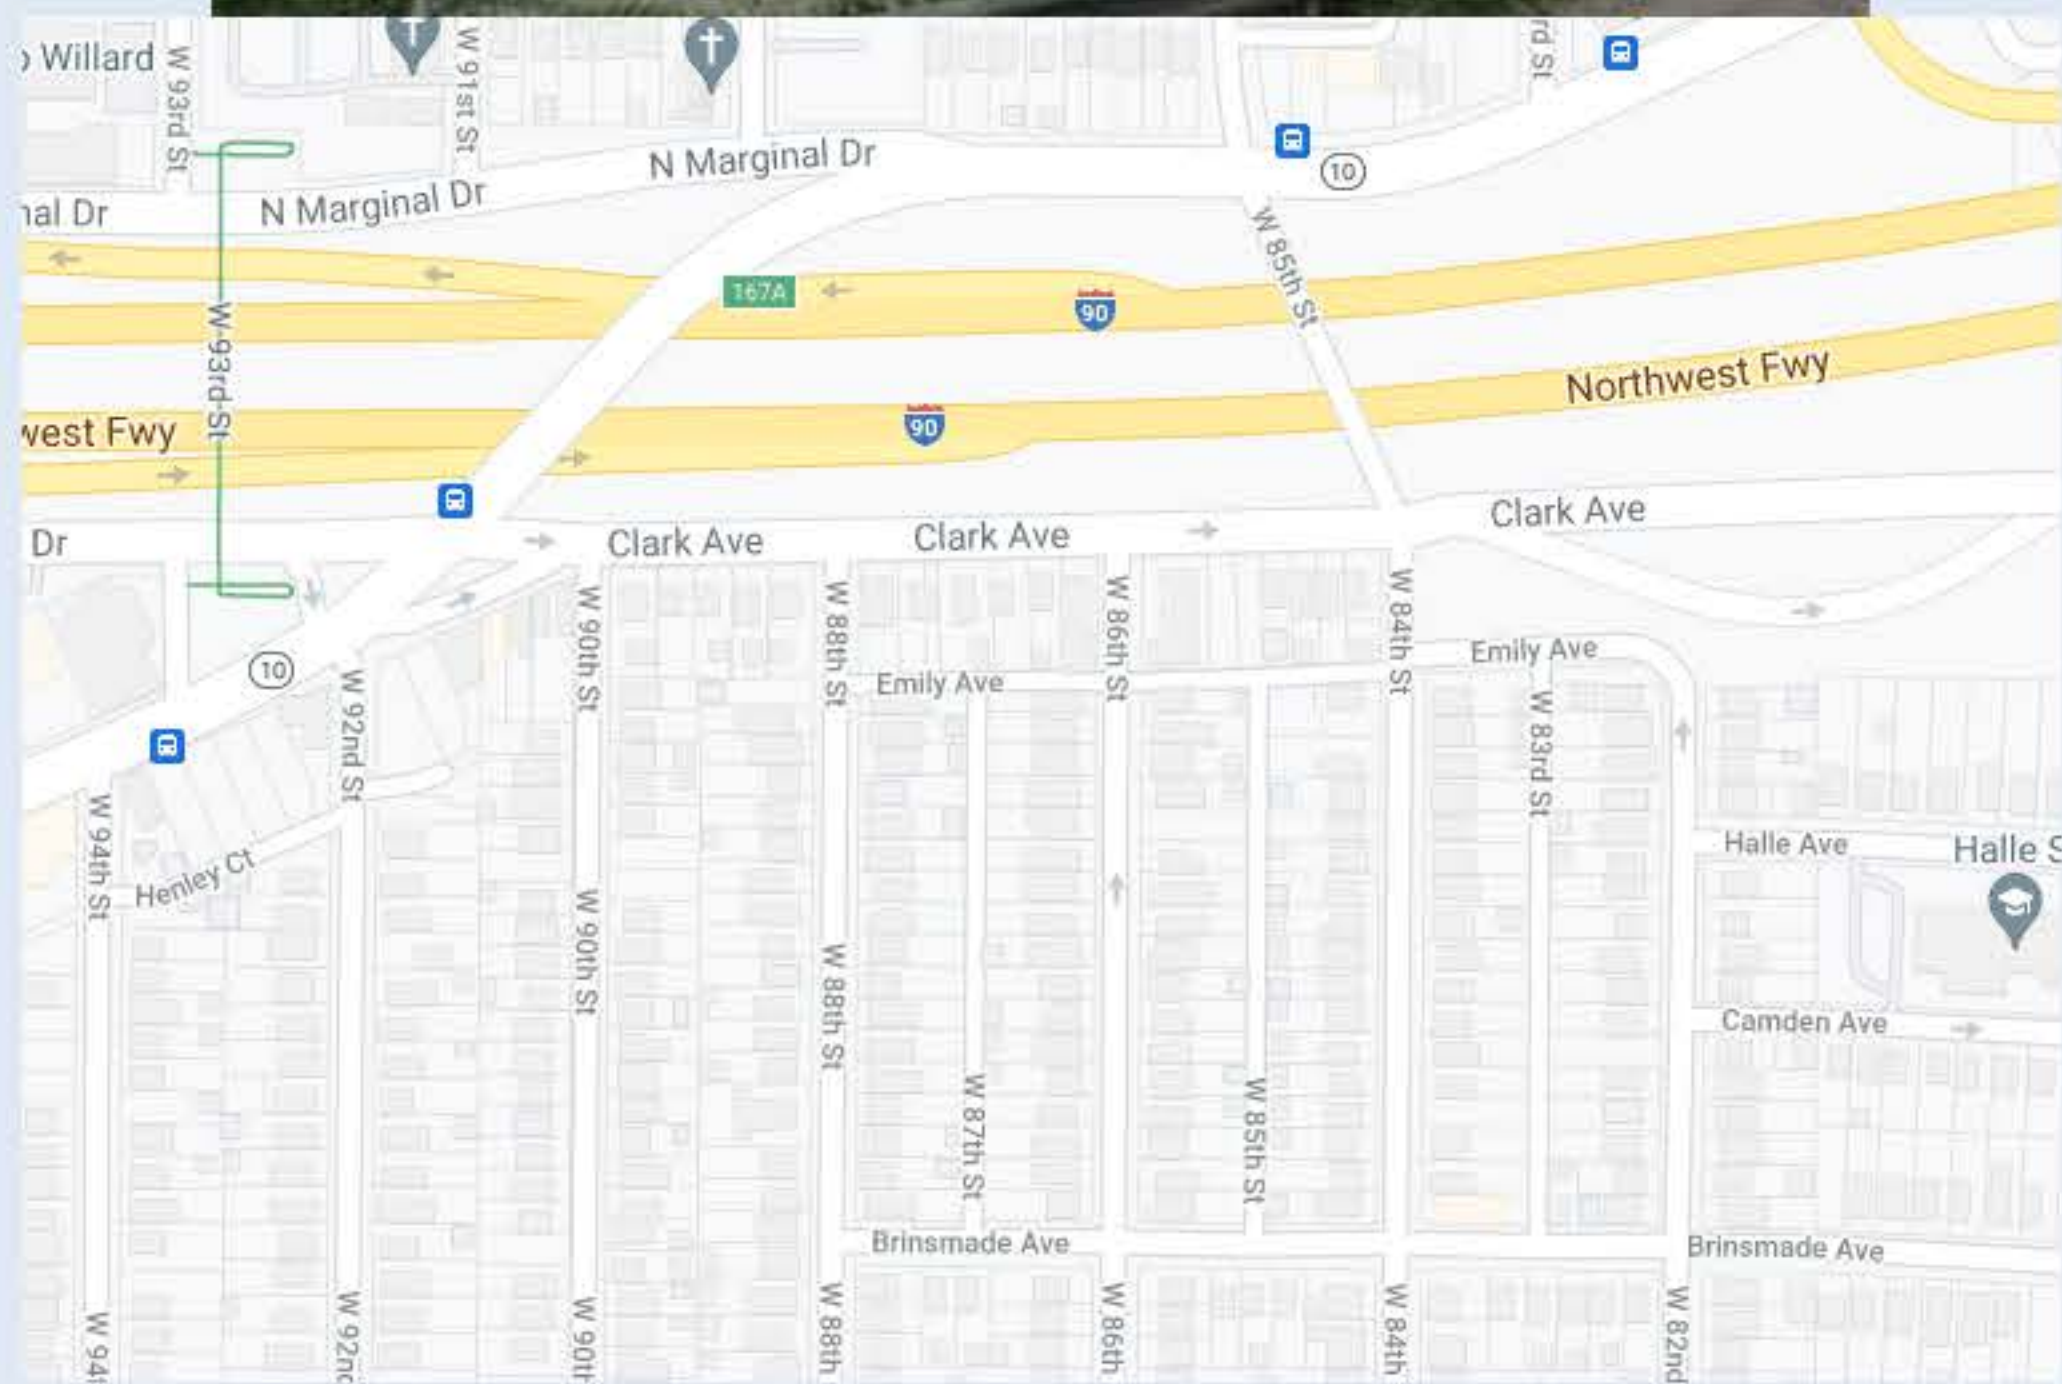 Willard
W 93rd St
W 91st St
rd St
N Marginal Dr
10
nal Dr
N Marginal Dr
W 85th St
167A
90
W 93rd St
Northwest Fwy
west Fwy
90
Clark Ave
Dr
Clark Ave
Clark Ave
W 90th St
W 88th St
W 86th St
W 84th St
10
Emily Ave
Emily Ave
W 92nd St
W 83rd St
W 94th St
Halle Ave
Halle S
Henley Ct
W 90th St
W 88th St
Camden Ave
W 87th St
W 85th St
Brinsmade Ave
Brinsmade Ave
W 94t
W 92nd
W 90th
W 88th
W 86th
W 84th
W 82nd